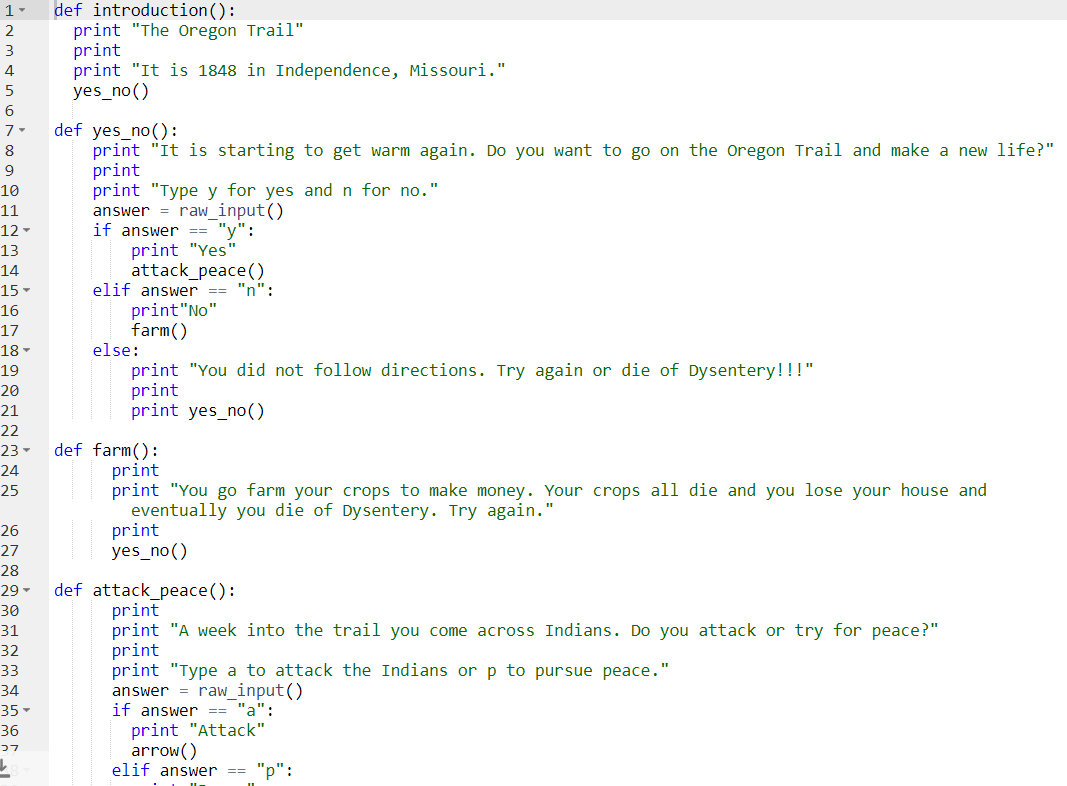 1 def introduction():
2 print "The Oregon Trail"
3 print
4 print "It is 1848 in Independence, Missouri."
5 yes_no()
6
7 def yes_no():
8 print "It is starting to get warm again. Do you want to go on the Oregon Trail and make a new life?"
9 print
10 print "Type y for yes and n for no."
11 answer = raw_input()
12 if answer == "y":
13 print "Yes"
14 attack_peace()
15 elif answer == "n":
16 print"No"
17 farm()
18 else:
19 print "You did not follow directions. Try again or die of Dysentery!!!"
20 print
21 print yes_no()
22
23 def farm():
24 print
25 print "You go farm your crops to make money. Your crops all die and you lose your house and
eventually you die of Dysentery. Try again."
26 print
27 yes_no()
28
29 def attack_peace():
30 print
31 print "A week into the trail you come across Indians. Do you attack or try for peace?"
32 print
33 print "Type a to attack the Indians or p to pursue peace."
34 answer = raw_input()
35 if answer == "a":
36 print "Attack"
37 arrow()
elif answer == "p":